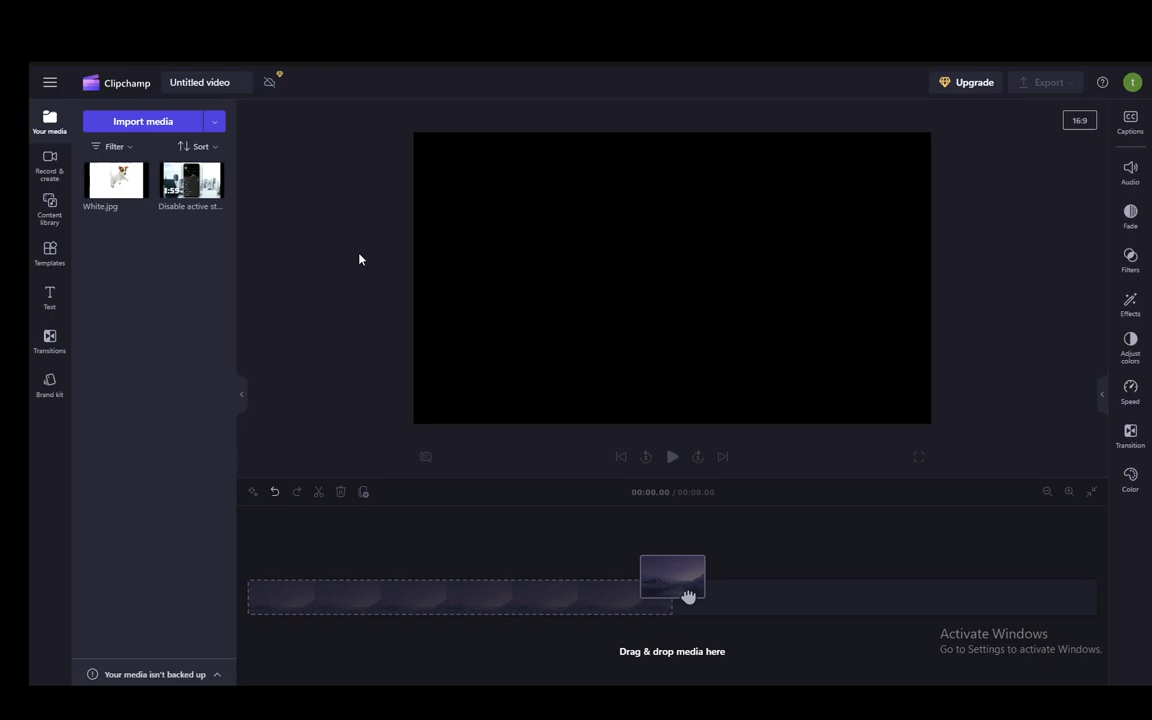 Clipchamp
Untitled video
Upgrade
Export
t
Your media
Import media
16:9
Captions
Filter
Sort
Record &
create
1:55
White.jpg
Disable active st...
Audio
Content
library
Fade
Templates
Filters
Text
Effects
Transitions
Adjust
colors
Brand kit
Speed
Transition
Color
00:00.00 / 00:00.00
Drag & drop media here
Activate Windows
Go to Settings to activate Windows.
Your media isn't backed up